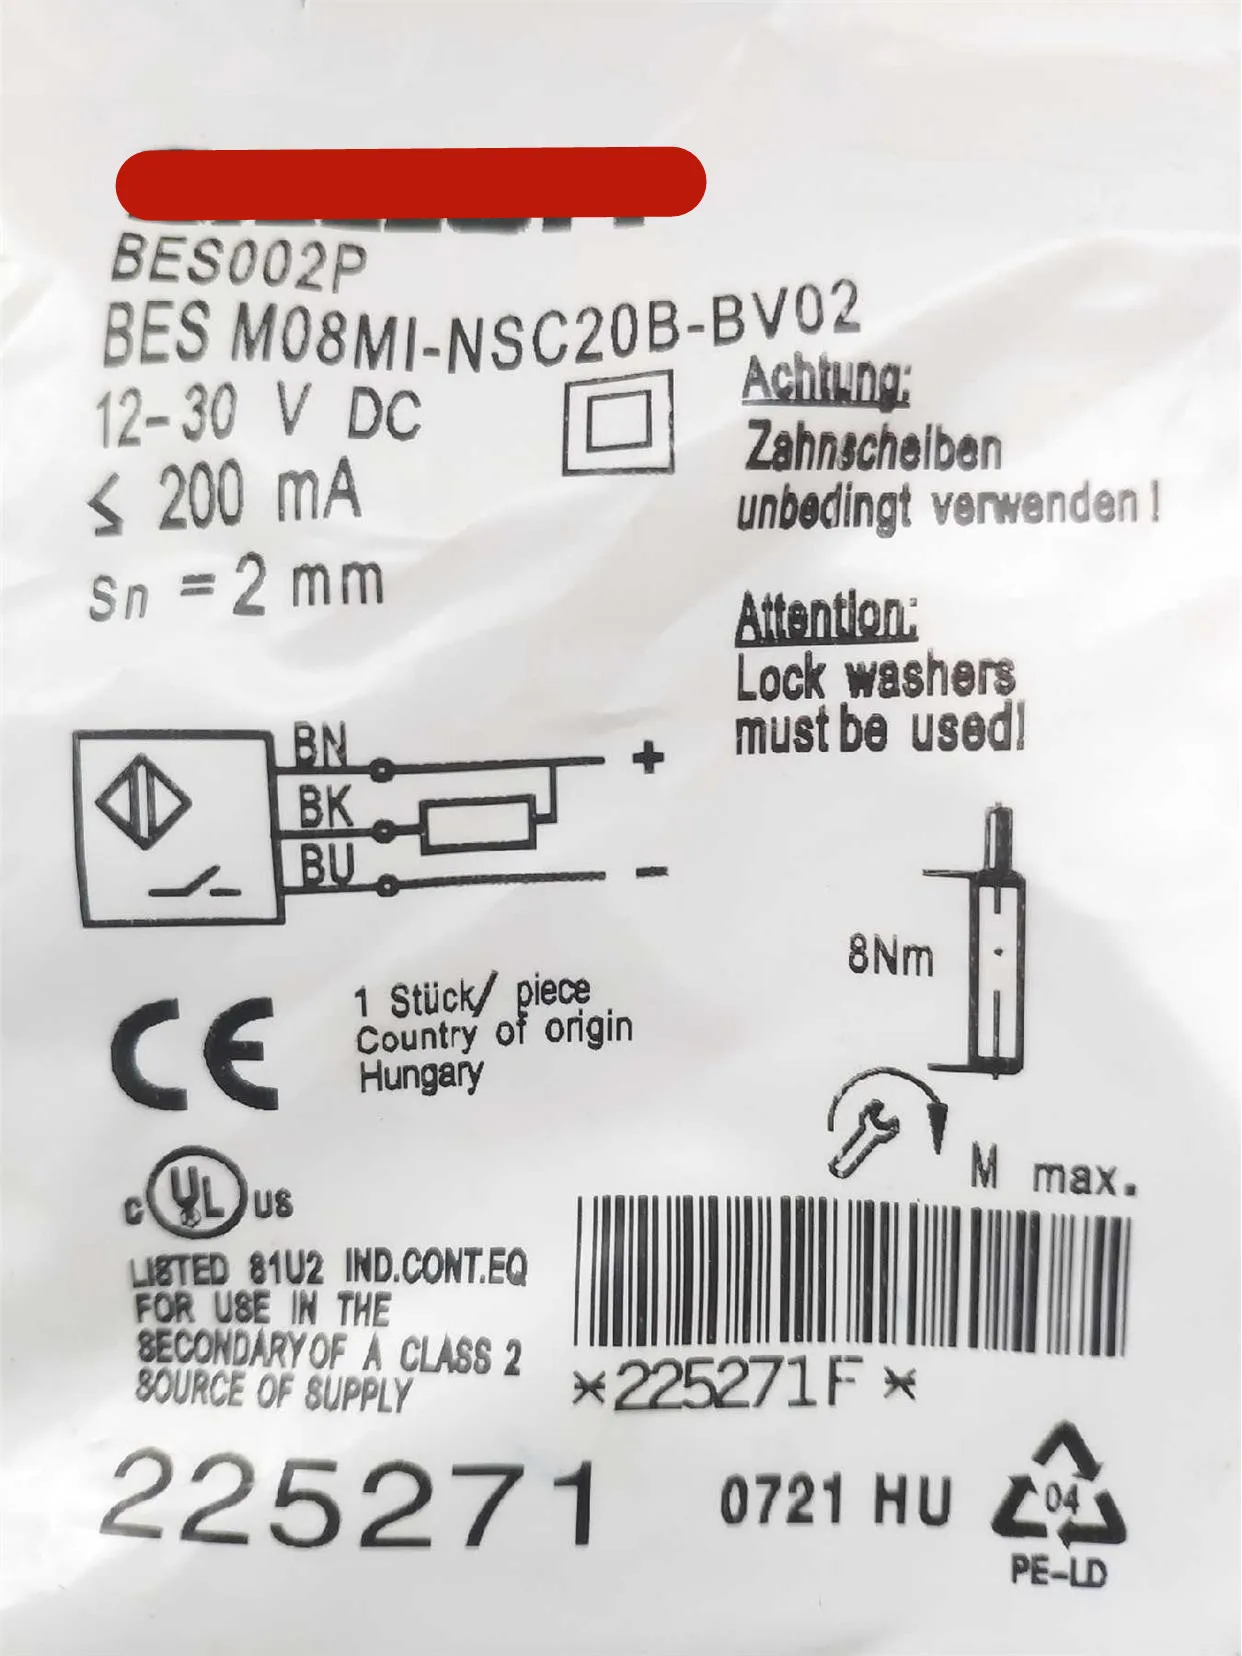 BES002P
BES M08MI-NSC20B-BV02
12-30 V DC
≤ 200 mA
Sn = 2 mm
Achtung:
Zahnscheiben
unbedingt verwenden!
Attention:
Lock washers
must be used!
BN
+
BK
BU
-
8Nm
M max.
CE
1 Stück/ piece
Country of origin
Hungary
c UL us
LISTED 81U2 IND.CONT.EQ
FOR USE IN THE
SECONDARY OF A CLASS 2
SOURCE OF SUPPLY
*225271F*
225271
0721 HU
04
PE-LD